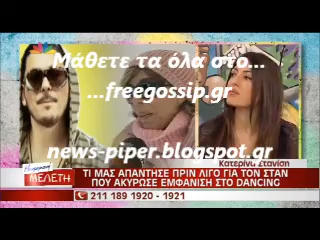 Μάθετε τα όλα στο...
...freegossip.gr
news-piper.blogspot.gr
Κατερίνα Στανίση
ΜΕΛΕΤΗ
ΤΙ ΜΑΣ ΑΠΑΝΤΗΣΕ ΠΡΙΝ ΛΙΓΟ ΓΙΑ ΤΟΝ ΣΤΑΝ
ΠΟΥ ΑΚΥΡΩΣΕ ΕΜΦΑΝΙΣΗ ΣΤΟ DANCING
211 189 1920 - 1921